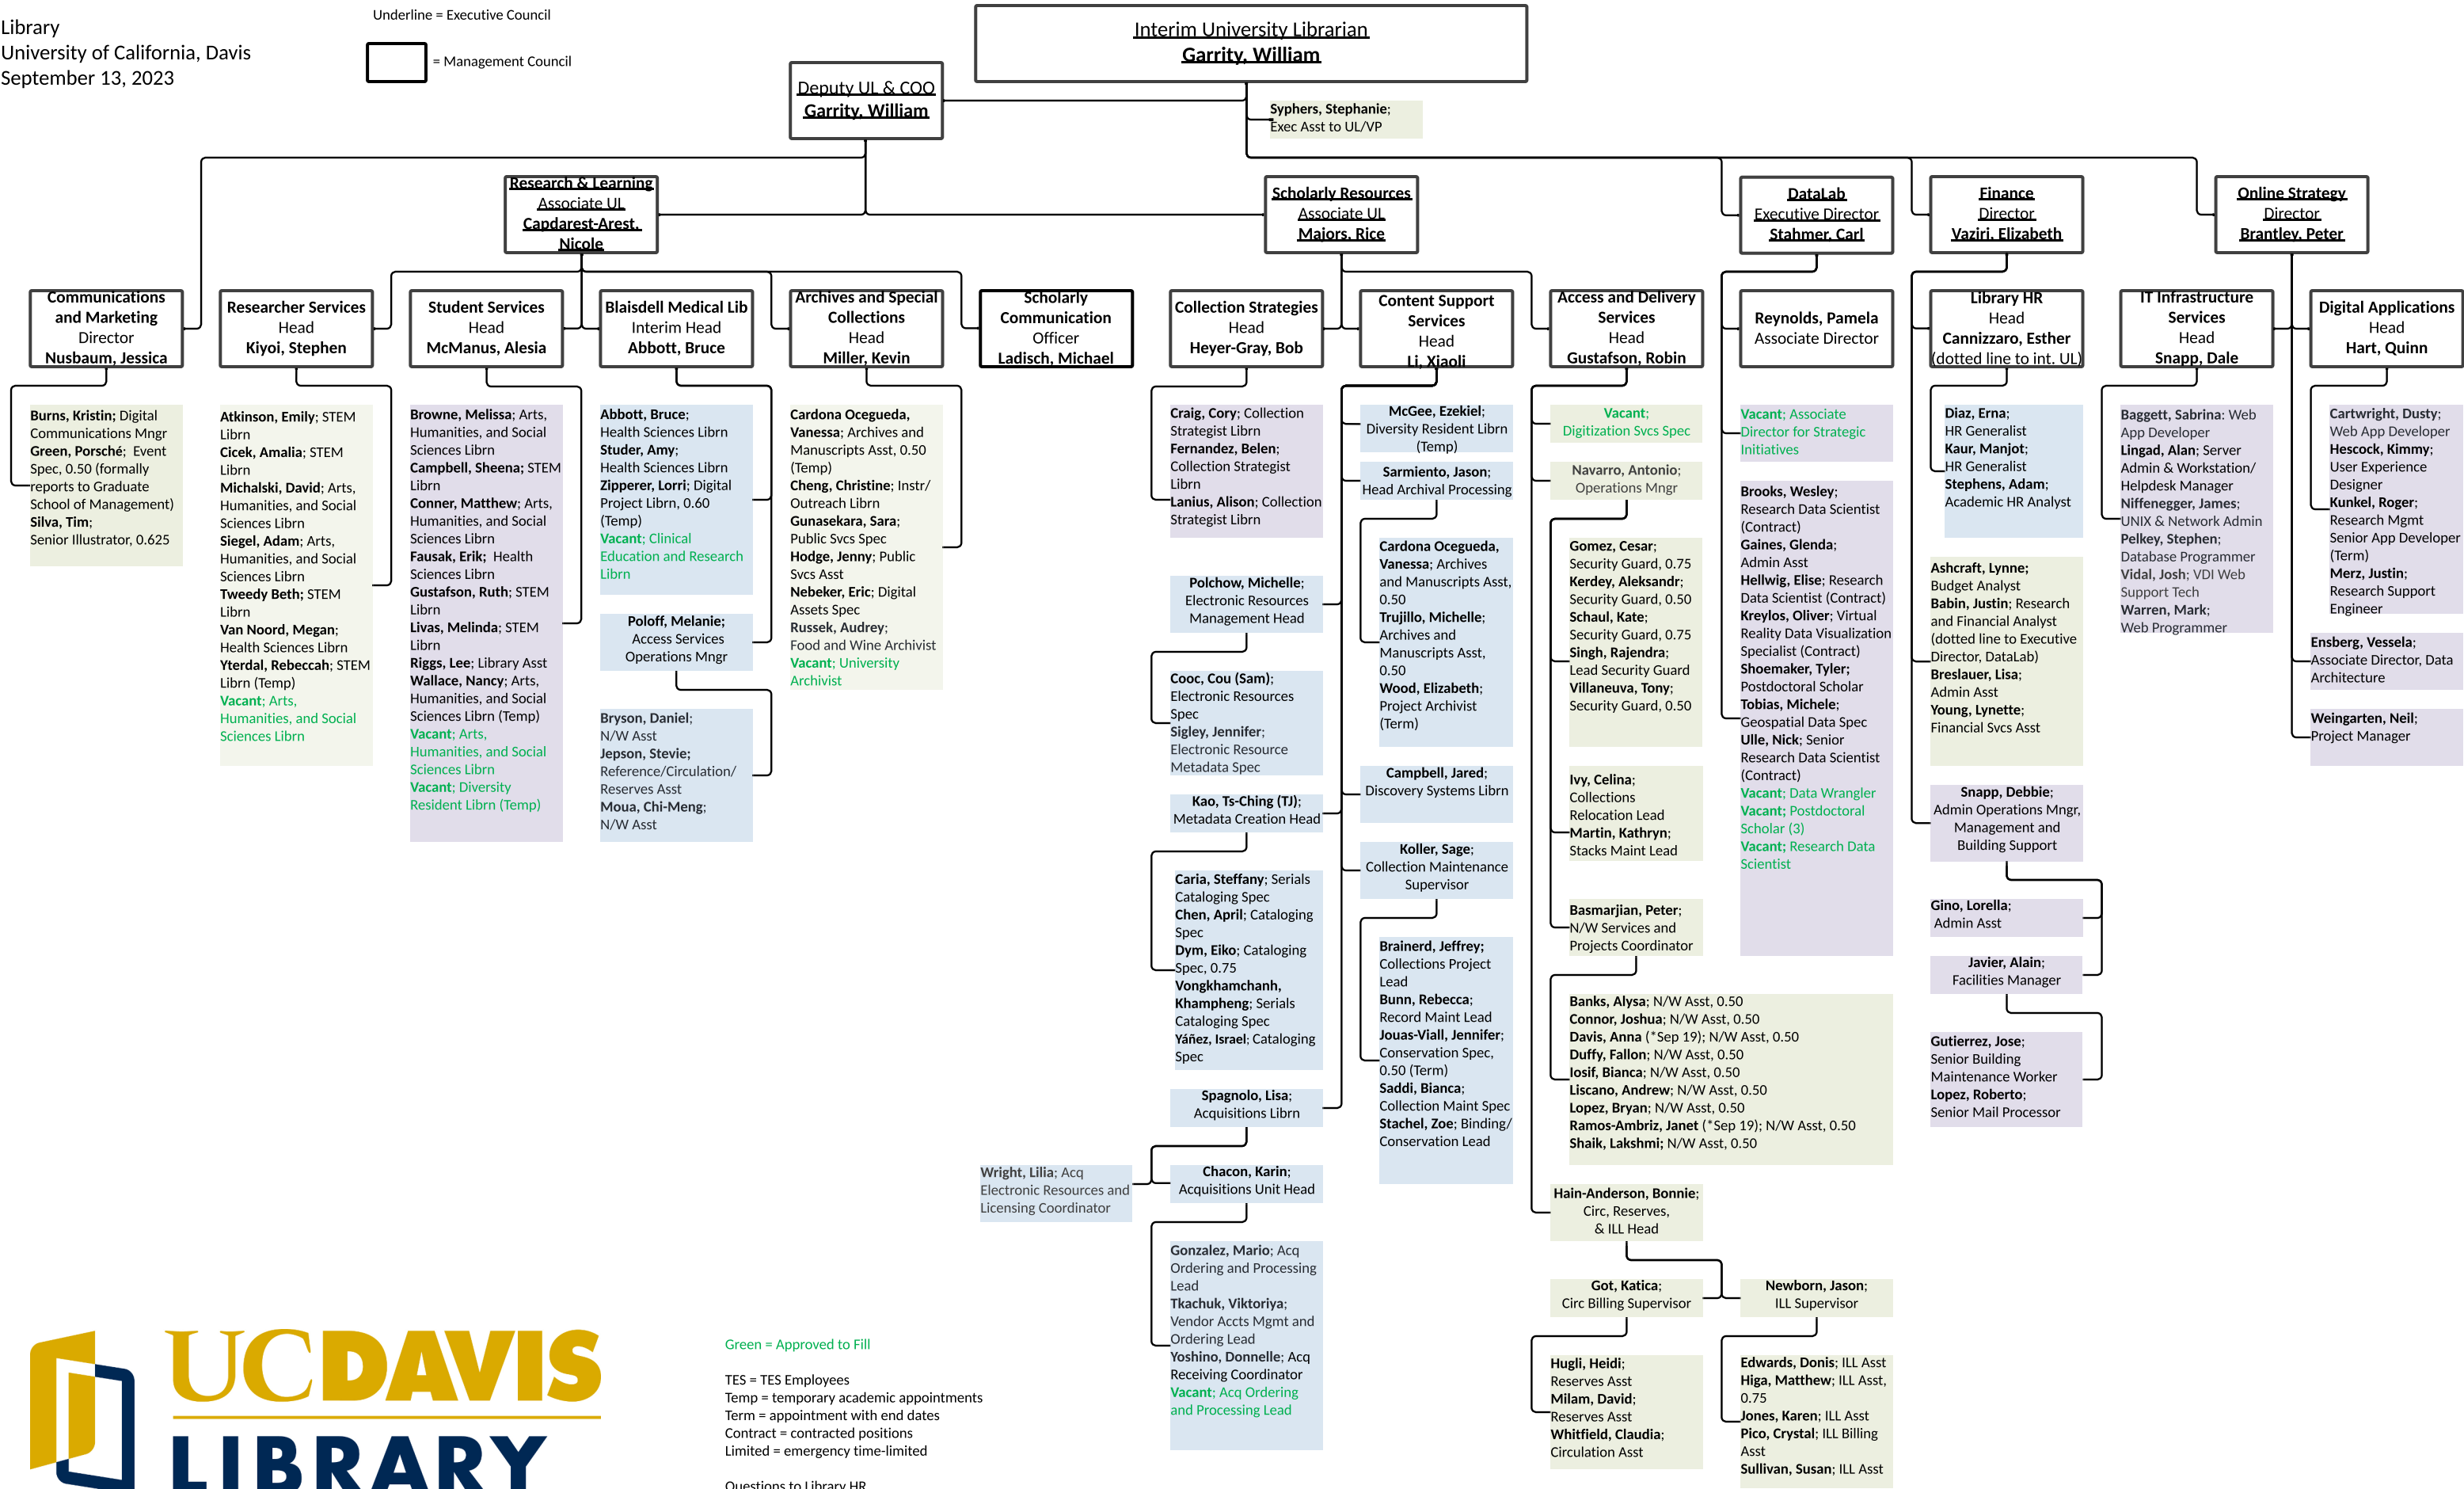 Library
University of California, Davis
September 13, 2023
Underline = Executive Council
= Management Council
Interim University Librarian
Garrity, William
Deputy UL & COO
Garrity, William
Syphers, Stephanie;
Exec Asst to UL/VP
Research & Learning
Associate UL
Capdarest-Arest,
Nicole
Scholarly Resources
Associate UL
Majors, Rice
DataLab
Executive Director
Stahmer, Carl
Finance
Director
Vaziri, Elizabeth
Online Strategy
Director
Brantley, Peter
Communications
and Marketing
Director
Nusbaum, Jessica
Researcher Services
Head
Kiyoi, Stephen
Student Services
Head
McManus, Alesia
Blaisdell Medical Lib
Interim Head
Abbott, Bruce
Archives and Special
Collections
Head
Miller, Kevin
Scholarly
Communication
Officer
Ladisch, Michael
Collection Strategies
Head
Heyer-Gray, Bob
Content Support
Services
Head
Li, Xiaoli
Access and Delivery
Services
Head
Gustafson, Robin
Reynolds, Pamela
Associate Director
Library HR
Head
Cannizzaro, Esther
(dotted line to int. UL)
IT Infrastructure
Services
Head
Snapp, Dale
Digital Applications
Head
Hart, Quinn
Burns, Kristin; Digital
Communications Mngr
Green, Porsché; Event
Spec, 0.50 (formally
reports to Graduate
School of Management)
Silva, Tim;
Senior Illustrator, 0.625
Atkinson, Emily; STEM
Librn
Cicek, Amalia; STEM
Librn
Michalski, David; Arts,
Humanities, and Social
Sciences Librn
Siegel, Adam; Arts,
Humanities, and Social
Sciences Librn
Tweedy Beth; STEM
Librn
Van Noord, Megan;
Health Sciences Librn
Yterdal, Rebeccah; STEM
Librn (Temp)
Vacant; Arts,
Humanities, and Social
Sciences Librn
Browne, Melissa; Arts,
Humanities, and Social
Sciences Librn
Campbell, Sheena; STEM
Librn
Conner, Matthew; Arts,
Humanities, and Social
Sciences Librn
Fausak, Erik; Health
Sciences Librn
Gustafson, Ruth; STEM
Librn
Livas, Melinda; STEM
Librn
Riggs, Lee; Library Asst
Wallace, Nancy; Arts,
Humanities, and Social
Sciences Librn (Temp)
Vacant; Arts,
Humanities, and Social
Sciences Librn
Vacant; Diversity
Resident Librn (Temp)
Abbott, Bruce;
Health Sciences Librn
Studer, Amy;
Health Sciences Librn
Zipperer, Lorri; Digital
Project Librn, 0.60
(Temp)
Vacant; Clinical
Education and Research
Librn
Poloff, Melanie;
Access Services
Operations Mngr
Bryson, Daniel;
N/W Asst
Jepson, Stevie;
Reference/Circulation/
Reserves Asst
Moua, Chi-Meng;
N/W Asst
Cardona Ocegueda,
Vanessa; Archives and
Manuscripts Asst, 0.50
(Temp)
Cheng, Christine; Instr/
Outreach Librn
Gunasekara, Sara;
Public Svcs Spec
Hodge, Jenny; Public
Svcs Asst
Nebeker, Eric; Digital
Assets Spec
Russek, Audrey;
Food and Wine Archivist
Vacant; University
Archivist
Craig, Cory; Collection
Strategist Librn
Fernandez, Belen;
Collection Strategist
Librn
Lanius, Alison; Collection
Strategist Librn
Polchow, Michelle;
Electronic Resources
Management Head
Cooc, Cou (Sam);
Electronic Resources
Spec
Sigley, Jennifer;
Electronic Resource
Metadata Spec
Kao, Ts-Ching (TJ);
Metadata Creation Head
Caria, Steffany; Serials
Cataloging Spec
Chen, April; Cataloging
Spec
Dym, Eiko; Cataloging
Spec, 0.75
Vongkhamchanh,
Khampheng; Serials
Cataloging Spec
Yáñez, Israel; Cataloging
Spec
Spagnolo, Lisa;
Acquisitions Librn
Wright, Lilia; Acq
Electronic Resources and
Licensing Coordinator
Chacon, Karin;
Acquisitions Unit Head
Gonzalez, Mario; Acq
Ordering and Processing
Lead
Tkachuk, Viktoriya;
Vendor Accts Mgmt and
Ordering Lead
Yoshino, Donnelle; Acq
Receiving Coordinator
Vacant; Acq Ordering
and Processing Lead
McGee, Ezekiel;
Diversity Resident Librn
(Temp)
Sarmiento, Jason;
Head Archival Processing
Cardona Ocegueda,
Vanessa; Archives
and Manuscripts Asst,
0.50
Trujillo, Michelle;
Archives and
Manuscripts Asst,
0.50
Wood, Elizabeth;
Project Archivist
(Term)
Campbell, Jared;
Discovery Systems Librn
Koller, Sage;
Collection Maintenance
Supervisor
Brainerd, Jeffrey;
Collections Project
Lead
Bunn, Rebecca;
Record Maint Lead
Jouas-Viall, Jennifer;
Conservation Spec,
0.50 (Term)
Saddi, Bianca;
Collection Maint Spec
Stachel, Zoe; Binding/
Conservation Lead
Vacant;
Digitization Svcs Spec
Navarro, Antonio;
Operations Mngr
Gomez, Cesar;
Security Guard, 0.75
Kerdey, Aleksandr;
Security Guard, 0.50
Schaul, Kate;
Security Guard, 0.75
Singh, Rajendra;
Lead Security Guard
Villaneuva, Tony;
Security Guard, 0.50
Ivy, Celina;
Collections
Relocation Lead
Martin, Kathryn;
Stacks Maint Lead
Basmarjian, Peter;
N/W Services and
Projects Coordinator
Banks, Alysa; N/W Asst, 0.50
Connor, Joshua; N/W Asst, 0.50
Davis, Anna (*Sep 19); N/W Asst, 0.50
Duffy, Fallon; N/W Asst, 0.50
Iosif, Bianca; N/W Asst, 0.50
Liscano, Andrew; N/W Asst, 0.50
Lopez, Bryan; N/W Asst, 0.50
Ramos-Ambriz, Janet (*Sep 19); N/W Asst, 0.50
Shaik, Lakshmi; N/W Asst, 0.50
Hain-Anderson, Bonnie;
Circ, Reserves,
& ILL Head
Got, Katica;
Circ Billing Supervisor
Newborn, Jason;
ILL Supervisor
Hugli, Heidi;
Reserves Asst
Milam, David;
Reserves Asst
Whitfield, Claudia;
Circulation Asst
Edwards, Donis; ILL Asst
Higa, Matthew; ILL Asst,
0.75
Jones, Karen; ILL Asst
Pico, Crystal; ILL Billing
Asst
Sullivan, Susan; ILL Asst
Vacant; Associate
Director for Strategic
Initiatives
Brooks, Wesley;
Research Data Scientist
(Contract)
Gaines, Glenda;
Admin Asst
Hellwig, Elise; Research
Data Scientist (Contract)
Kreylos, Oliver; Virtual
Reality Data Visualization
Specialist (Contract)
Shoemaker, Tyler;
Postdoctoral Scholar
Tobias, Michele;
Geospatial Data Spec
Ulle, Nick; Senior
Research Data Scientist
(Contract)
Vacant; Data Wrangler
Vacant; Postdoctoral
Scholar (3)
Vacant; Research Data
Scientist
Diaz, Erna;
HR Generalist
Kaur, Manjot;
HR Generalist
Stephens, Adam;
Academic HR Analyst
Ashcraft, Lynne;
Budget Analyst
Babin, Justin; Research
and Financial Analyst
(dotted line to Executive
Director, DataLab)
Breslauer, Lisa;
Admin Asst
Young, Lynette;
Financial Svcs Asst
Snapp, Debbie;
Admin Operations Mngr,
Management and
Building Support
Gino, Lorella;
Admin Asst
Javier, Alain;
Facilities Manager
Gutierrez, Jose;
Senior Building
Maintenance Worker
Lopez, Roberto;
Senior Mail Processor
Baggett, Sabrina: Web
App Developer
Lingad, Alan; Server
Admin & Workstation/
Helpdesk Manager
Niffenegger, James;
UNIX & Network Admin
Pelkey, Stephen;
Database Programmer
Vidal, Josh; VDI Web
Support Tech
Warren, Mark;
Web Programmer
Cartwright, Dusty;
Web App Developer
Hescock, Kimmy;
User Experience
Designer
Kunkel, Roger;
Research Mgmt
Senior App Developer
(Term)
Merz, Justin;
Research Support
Engineer
Ensberg, Vessela;
Associate Director, Data
Architecture
Weingarten, Neil;
Project Manager
UCDAVIS
LIBRARY
Green = Approved to Fill
TES = TES Employees
Temp = temporary academic appointments
Term = appointment with end dates
Contract = contracted positions
Limited = emergency time-limited
Questions to Library HR